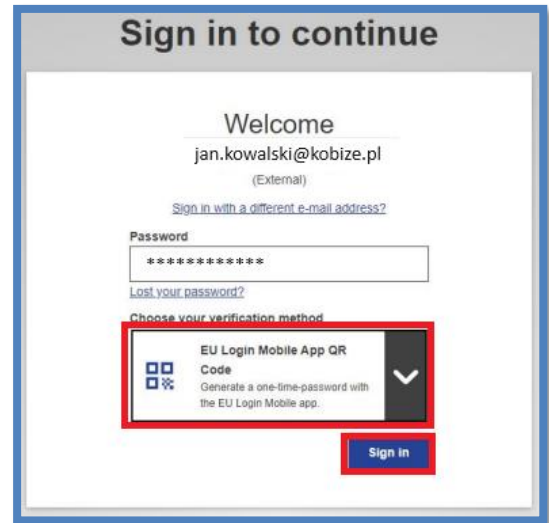 Sign in to continue
Welcome
jan.kowalski@kobize.pl
(External)
Sign in with a different e-mail address?
Password
************
Lost your password?
Choose your verification method
EU Login Mobile App QR
Code
Generate a one-time-password with
the EU Login Mobile app.
Sign in